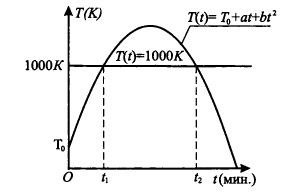 T(K)
T(t)= T₀+at+bt²
1000K
T(t)=1000K
T₀
O
t₁
t₂
t(мин.)